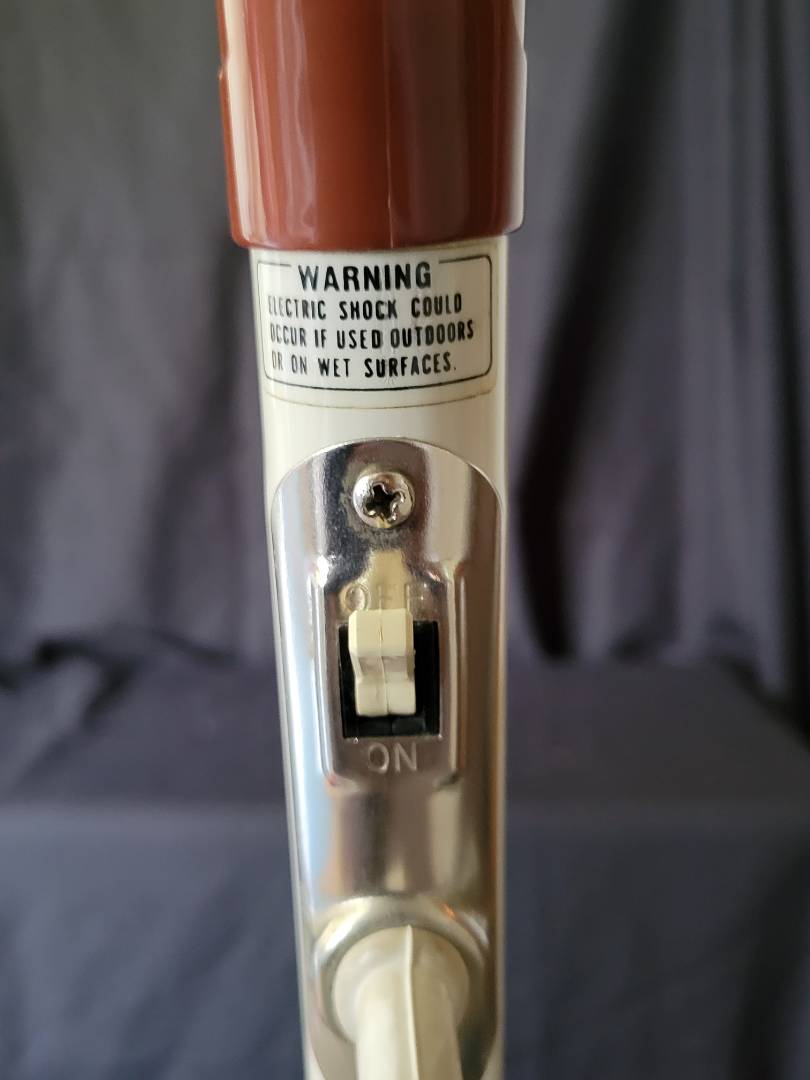 WARNING
ELECTRIC SHOCK COULD
OCCUR IF USED OUTDOORS
OR ON WET SURFACES.
OFF
ON